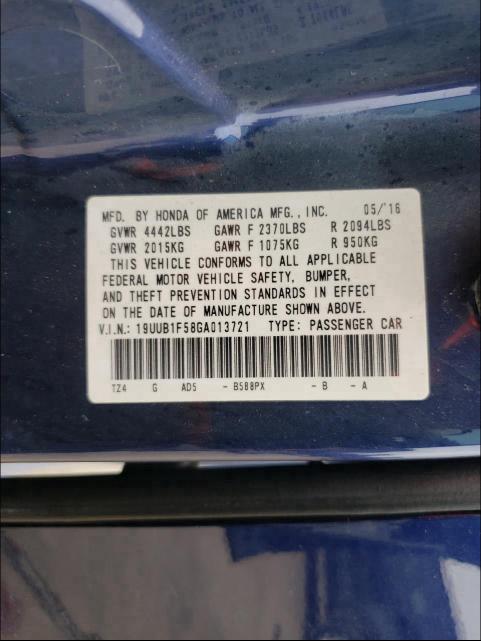 MFD. BY HONDA OF AMERICA MFG., INC. 05/'16
GVWR 4442LBS GAWR F 2370LBS R 2094LBS
GVWR 2015KG GAWR F 1075KG R 950KG
THIS VEHICLE CONFORMS TO ALL APPLICABLE
FEDERAL MOTOR VEHICLE SAFETY, BUMPER,
AND THEFT PREVENTION STANDARDS IN EFFECT
ON THE DATE OF MANUFACTURE SHOWN ABOVE.
V.I.N.: 19UUB1F58GA013721 TYPE: PASSENGER CAR
TZ4 G AD5 - B588PX - B - A